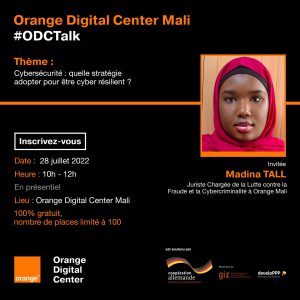 Orange Digital Center Mali
#ODCTalk
Thème :
Cybersécurité : quelle stratégie
adopter pour être cyber résilient ?
Inscrivez-vous
Date : 28 juillet 2022
Heure : 10h - 12h
En présentiel
Lieu : Orange Digital Center Mali
100% gratuit,
nombre de places limité à 100
Invitée
Madina TALL
Juriste Chargée de la Lutte contre la
Fraude et la Cybercriminalité à Orange Mali
orange
Orange
Digital
Center
est soutenu par
coopération
allemande
giz
develoPPP